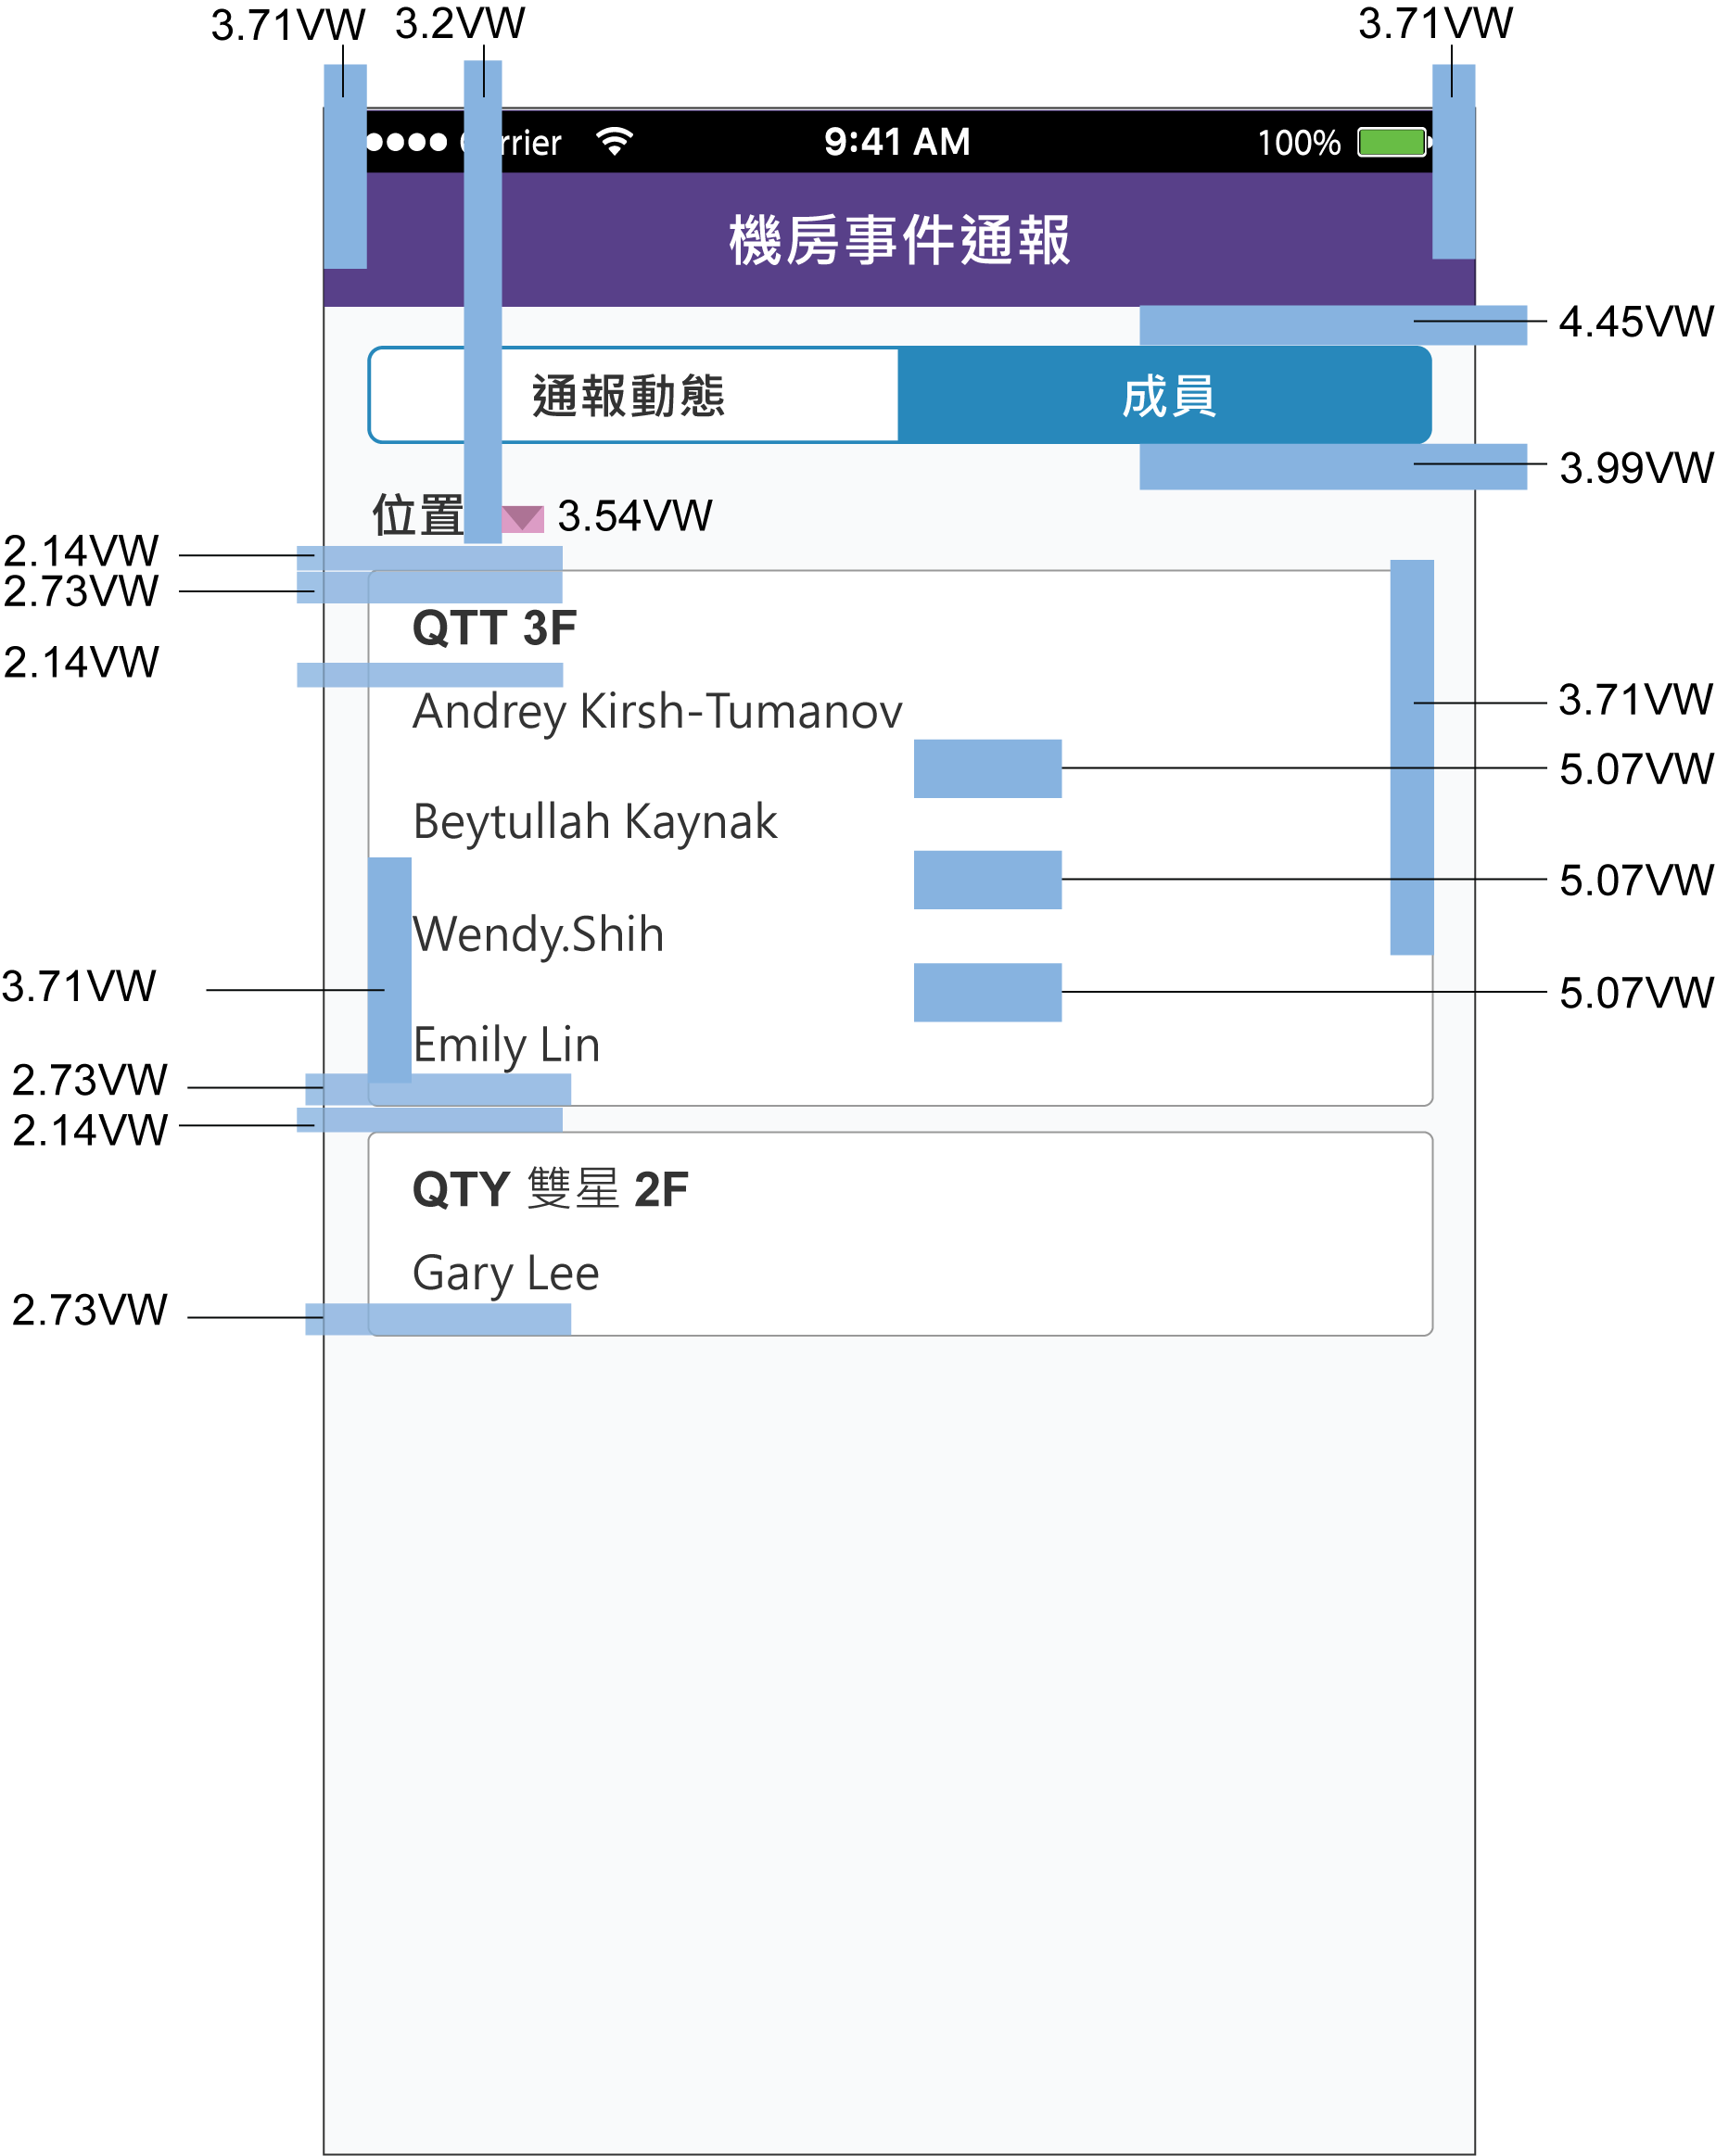 3.71VW 3.2VW 3.71VW
rrier 9:41 AM 100%
機房事件通報
4.45VW
通報動態 成員
3.99VW
位置 3.54VW
2.14VW
2.73VW
QTT 3F
2.14VW
Andrey Kirsh-Tumanov
3.71VW
5.07VW
Beytullah Kaynak
5.07VW
Wendy.Shih
3.71VW
5.07VW
Emily Lin
2.73VW
2.14VW
QTY 雙星 2F
Gary Lee
2.73VW